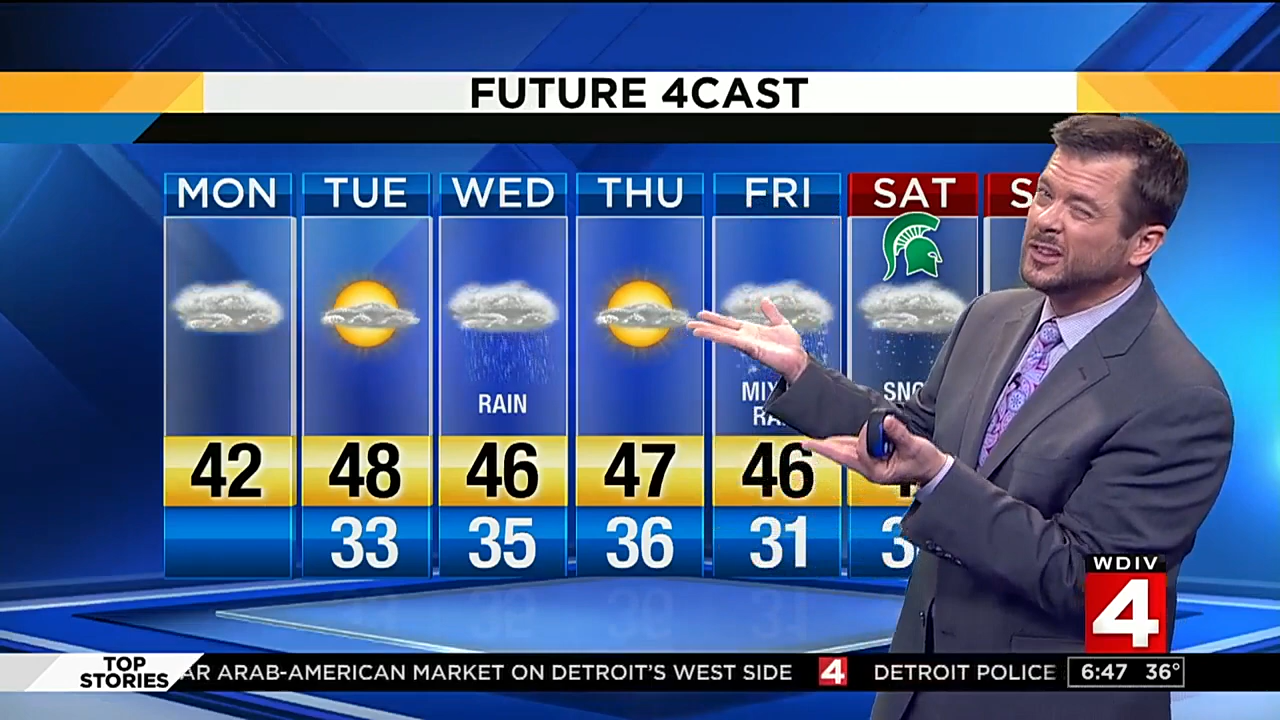 FUTURE 4CAST
MON TUE WED THU FRI SAT
RAIN
42 48 46 47 46
33 35 36 31
WDIV
4
TOP STORIES
ARAB-AMERICAN MARKET ON DETROIT'S WEST SIDE 4 DETROIT POLICE
6:47 36°